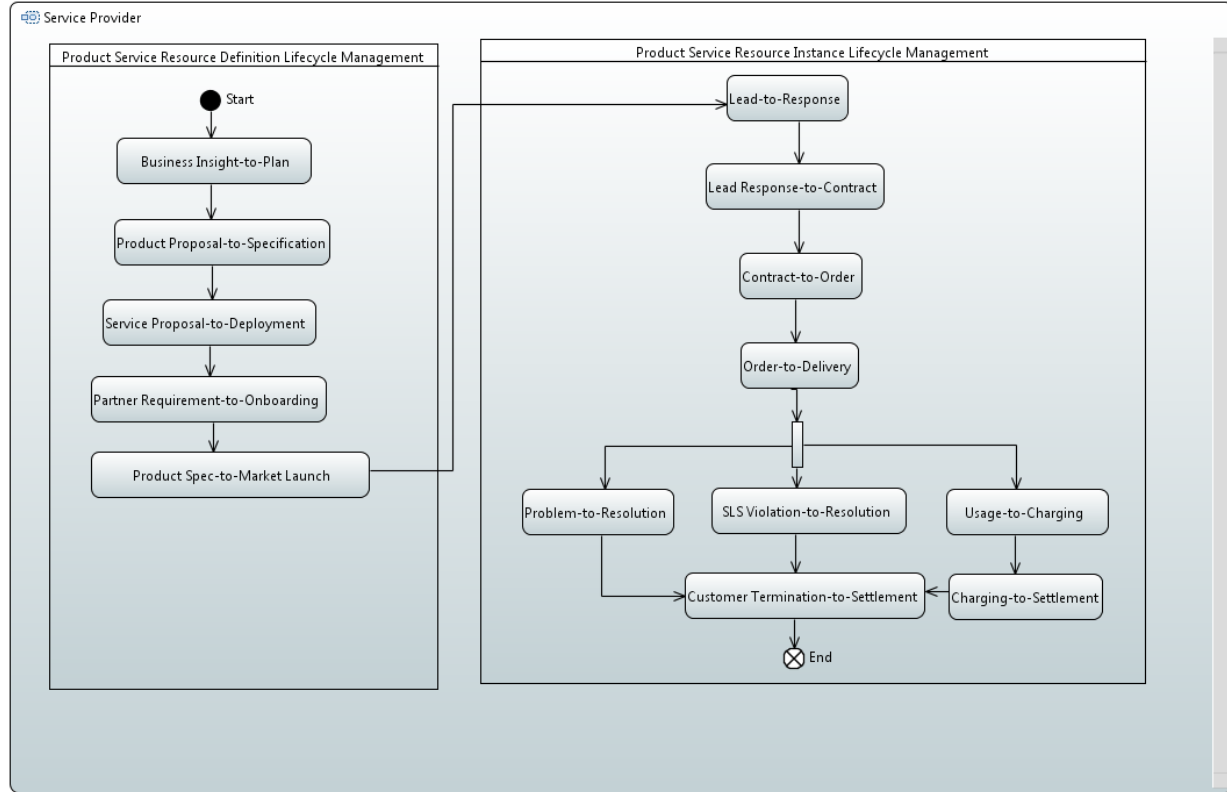 Service Provider
Product Service Resource Definition Lifecycle Management
Start
Business Insight-to-Plan
Product Proposal-to-Specification
Service Proposal-to-Deployment
Partner Requirement-to-Onboarding
Product Spec-to-Market Launch
Product Service Resource Instance Lifecycle Management
Lead-to-Response
Lead Response-to-Contract
Contract-to-Order
Order-to-Delivery
Problem-to-Resolution
SLS Violation-to-Resolution
Usage-to-Charging
Customer Termination-to-Settlement
Charging-to-Settlement
End